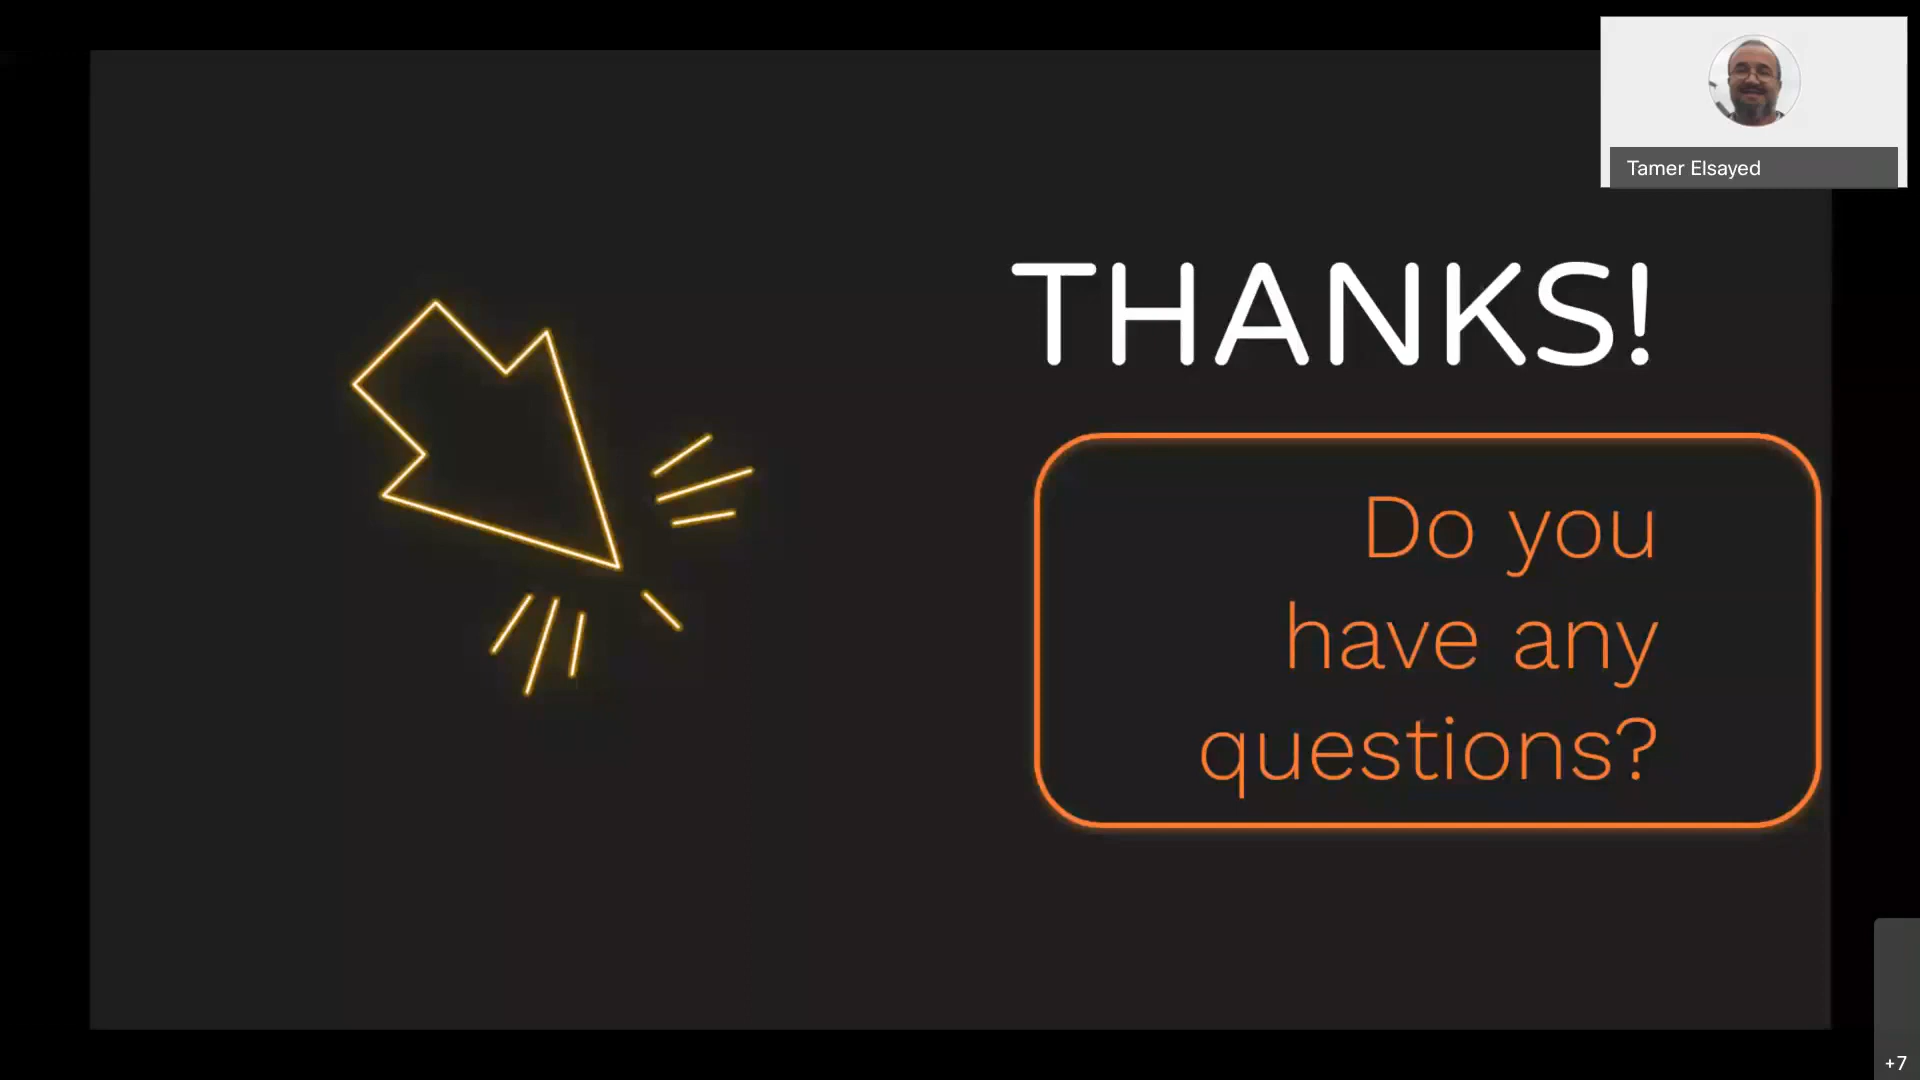 Tamer Elsayed
THANKS!
Do you
have any
questions?
+7